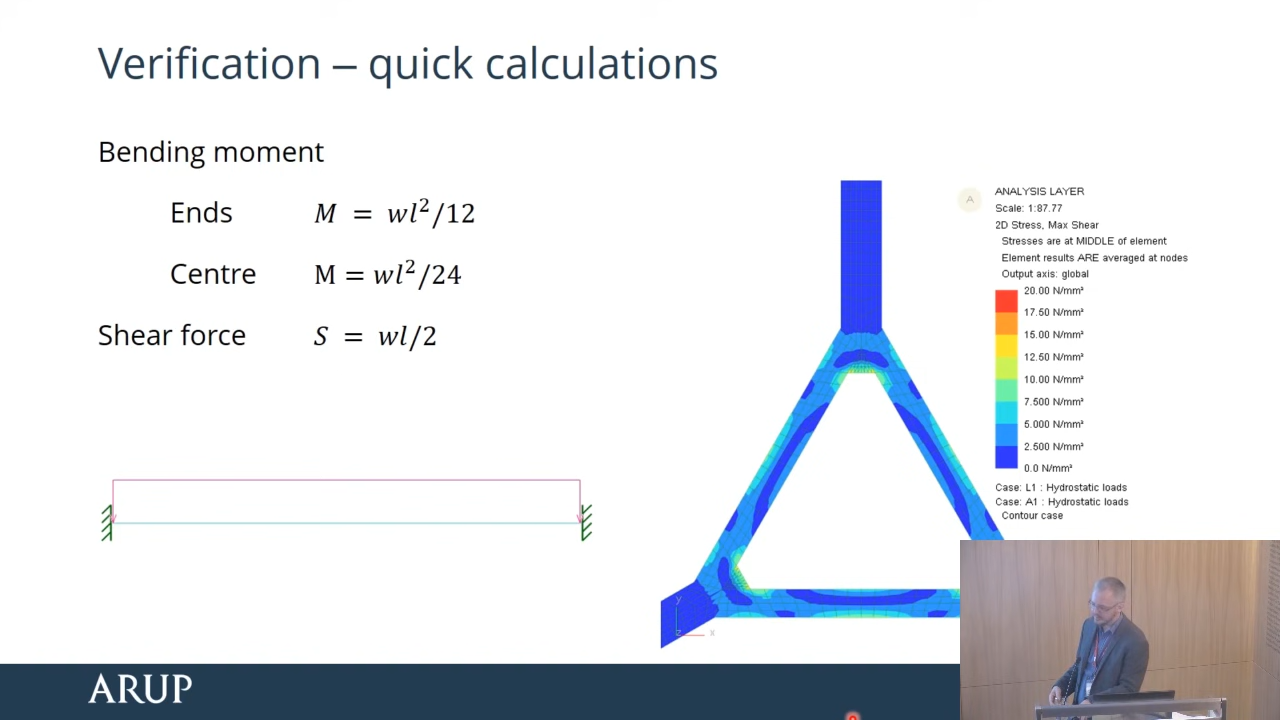 Verification – quick calculations
Bending moment
Ends M = wl²/12
Centre M = wl²/24
Shear force S = wl/2
A
ANALYSIS LAYER
Scale: 1:87.77
2D Stress, Max Shear
Stresses are at MIDDLE of element
Element results ARE averaged at nodes
Output axis: global
20.00 N/mm²
17.50 N/mm²
15.00 N/mm²
12.50 N/mm²
10.00 N/mm²
7.500 N/mm²
5.000 N/mm²
2.500 N/mm²
0.0 N/mm²
Case: L1 : Hydrostatic loads
Case: A1 : Hydrostatic loads
Contour case
y
z x
ARUP